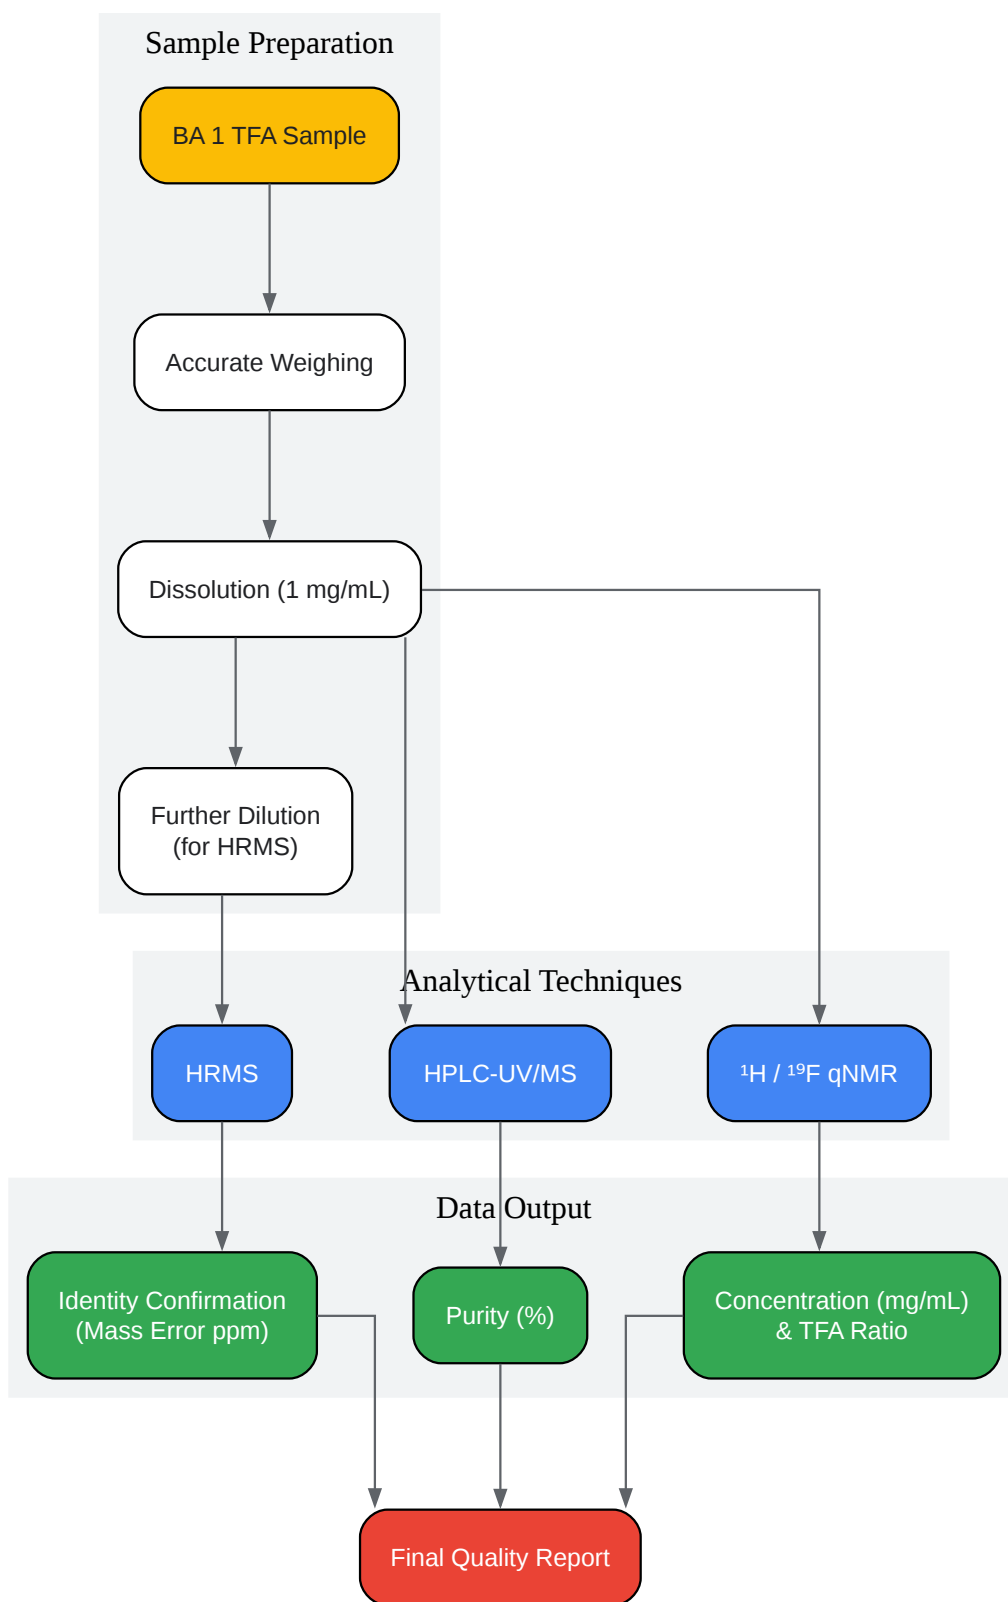 Sample Preparation
BA 1 TFA Sample
Accurate Weighing
Dissolution (1 mg/mL)
Further Dilution
(for HRMS)
Analytical Techniques
HRMS
HPLC-UV/MS
¹H / ¹⁹F qNMR
Data Output
Identity Confirmation
(Mass Error ppm)
Purity (%)
Concentration (mg/mL)
& TFA Ratio
Final Quality Report